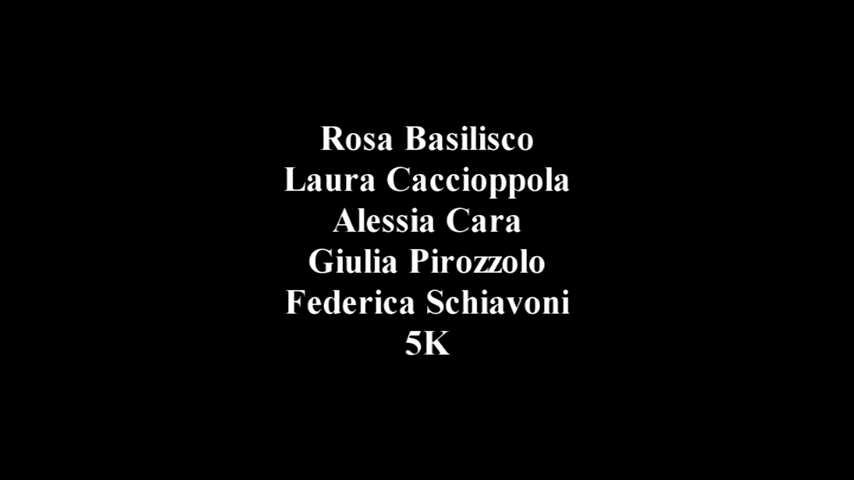 Rosa Basilisco
Laura Caccioppola
Alessia Cara
Giulia Pirozzolo
Federica Schiavoni
5K